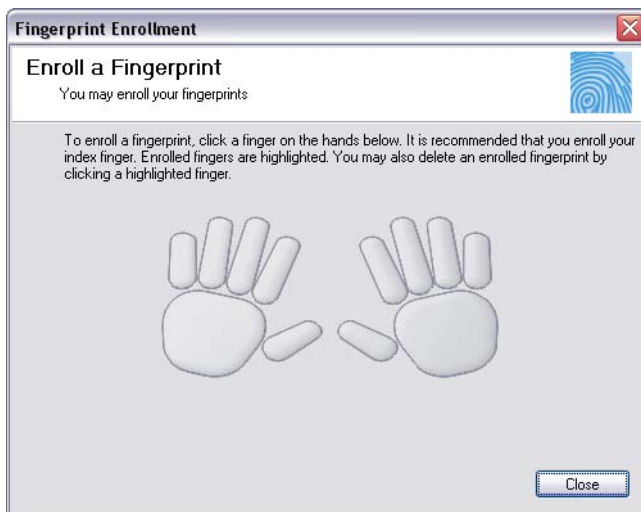 Fingerprint Enrollment
Enroll a Fingerprint
You may enroll your fingerprints
To enroll a fingerprint, click a finger on the hands below. It is recommended that you enroll your
index finger. Enrolled fingers are highlighted. You may also delete an enrolled fingerprint by
clicking a highlighted finger.
Close